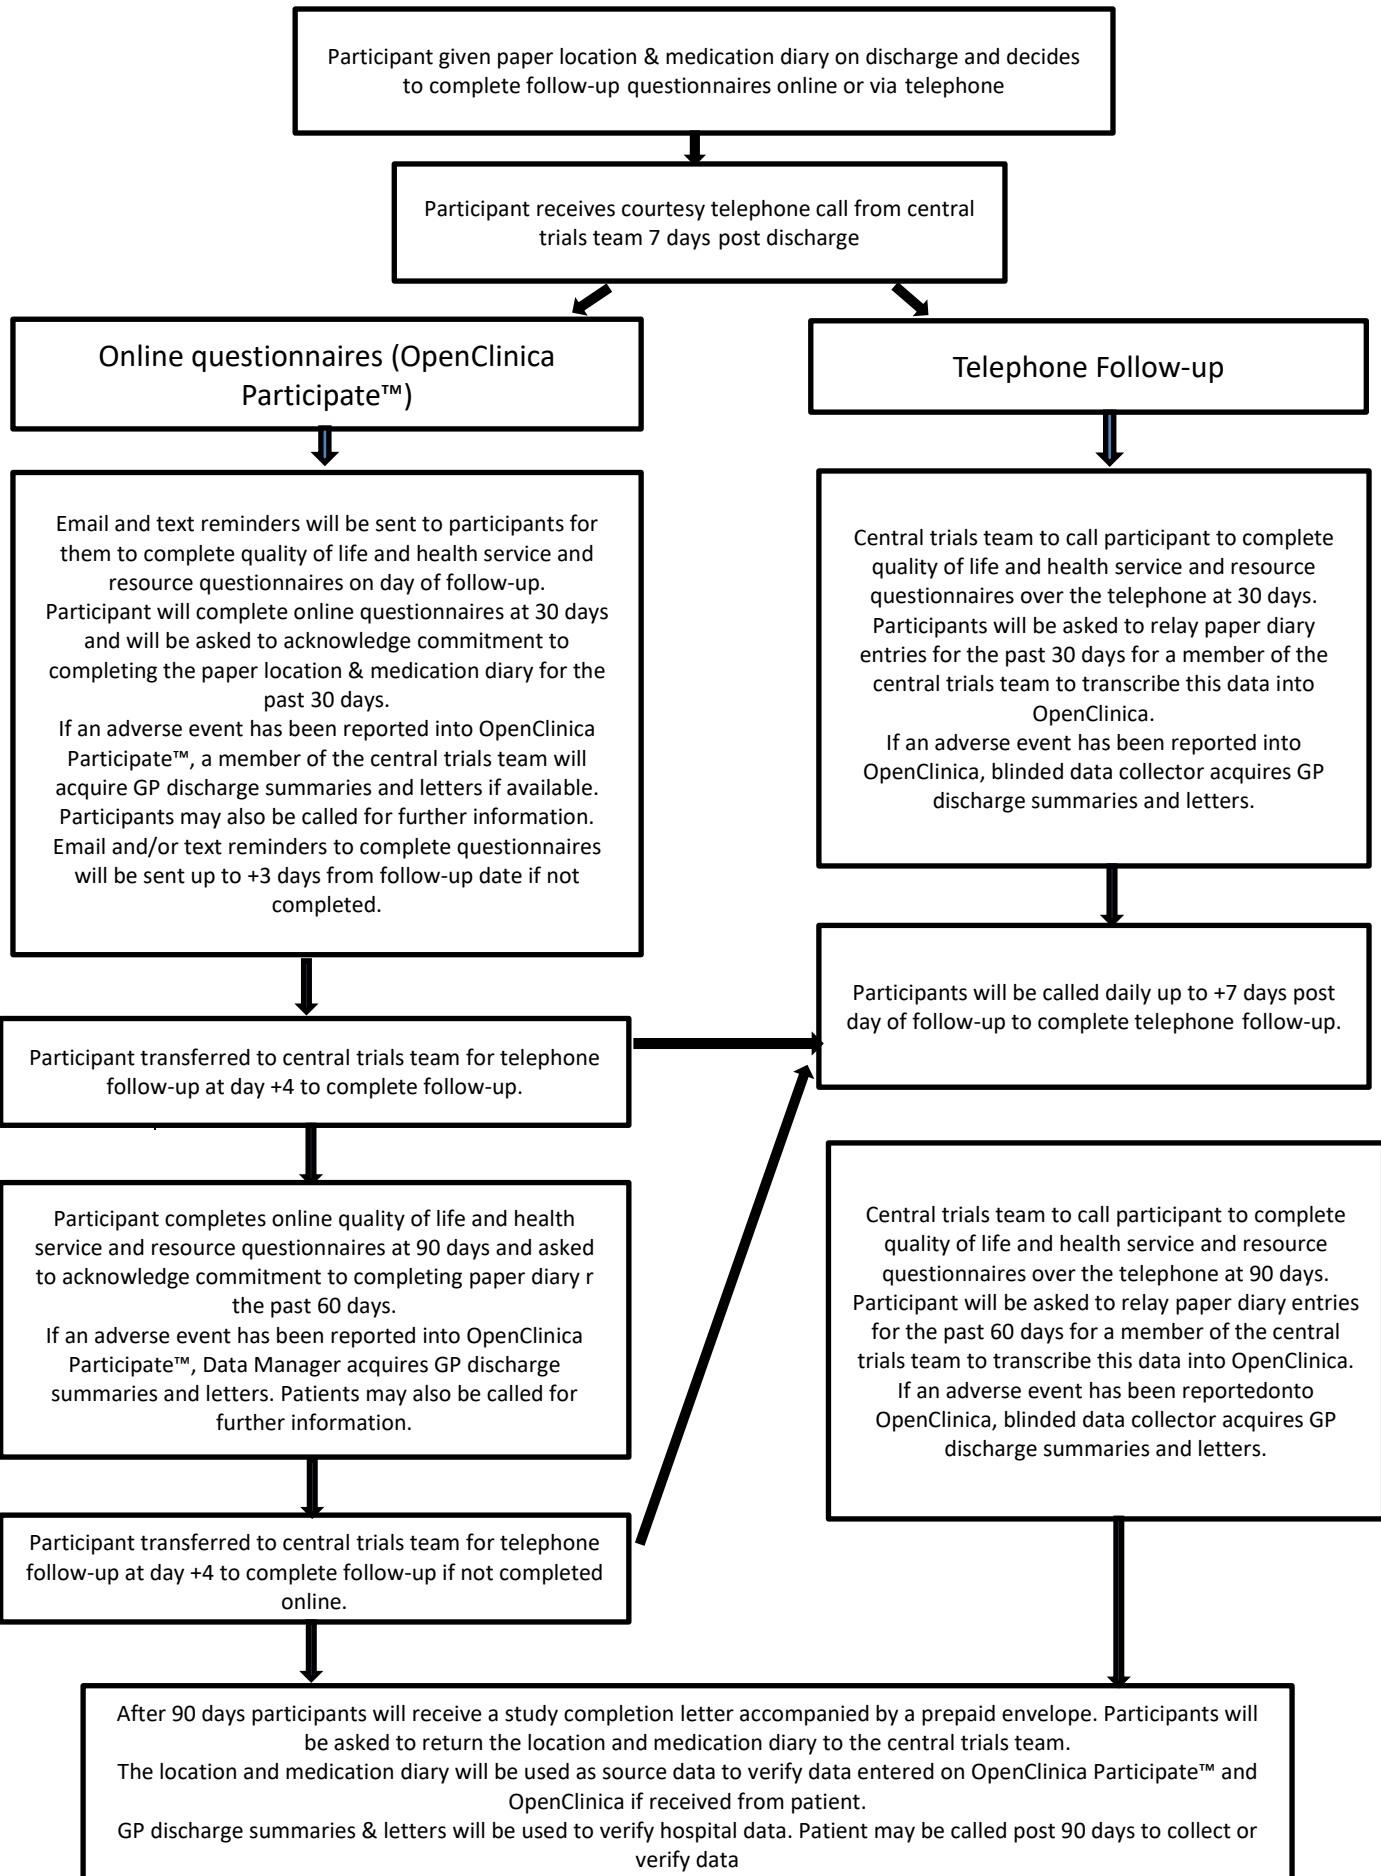 Participant given paper location & medication diary on discharge and decides
to complete follow-up questionnaires online or via telephone
Participant receives courtesy telephone call from central
trials team 7 days post discharge
Online questionnaires (OpenClinica
Participate™)
Telephone Follow-up
Email and text reminders will be sent to participants for
them to complete quality of life and health service and
resource questionnaires on day of follow-up.
Participant will complete online questionnaires at 30 days
and will be asked to acknowledge commitment to
completing the paper location & medication diary for the
past 30 days.
If an adverse event has been reported into OpenClinica
Participate™, a member of the central trials team will
acquire GP discharge summaries and letters if available.
Participants may also be called for further information.
Email and/or text reminders to complete questionnaires
will be sent up to +3 days from follow-up date if not
completed.
Central trials team to call participant to complete
quality of life and health service and resource
questionnaires over the telephone at 30 days.
Participants will be asked to relay paper diary
entries for the past 30 days for a member of the
central trials team to transcribe this data into
OpenClinica.
If an adverse event has been reported into
OpenClinica, blinded data collector acquires GP
discharge summaries and letters.
Participants will be called daily up to +7 days post
day of follow-up to complete telephone follow-up.
Participant transferred to central trials team for telephone
follow-up at day +4 to complete follow-up.
Participant completes online quality of life and health
service and resource questionnaires at 90 days and asked
to acknowledge commitment to completing paper diary r
the past 60 days.
If an adverse event has been reported into OpenClinica
Participate™, Data Manager acquires GP discharge
summaries and letters. Patients may also be called for
further information.
Central trials team to call participant to complete
quality of life and health service and resource
questionnaires over the telephone at 90 days.
Participant will be asked to relay paper diary entries
for the past 60 days for a member of the central
trials team to transcribe this data into OpenClinica.
If an adverse event has been reportedonto
OpenClinica, blinded data collector acquires GP
discharge summaries and letters.
Participant transferred to central trials team for telephone
follow-up at day +4 to complete follow-up if not completed
online.
After 90 days participants will receive a study completion letter accompanied by a prepaid envelope. Participants will
be asked to return the location and medication diary to the central trials team.
The location and medication diary will be used as source data to verify data entered on OpenClinica Participate™ and
OpenClinica if received from patient.
GP discharge summaries & letters will be used to verify hospital data. Patient may be called post 90 days to collect or
verify data